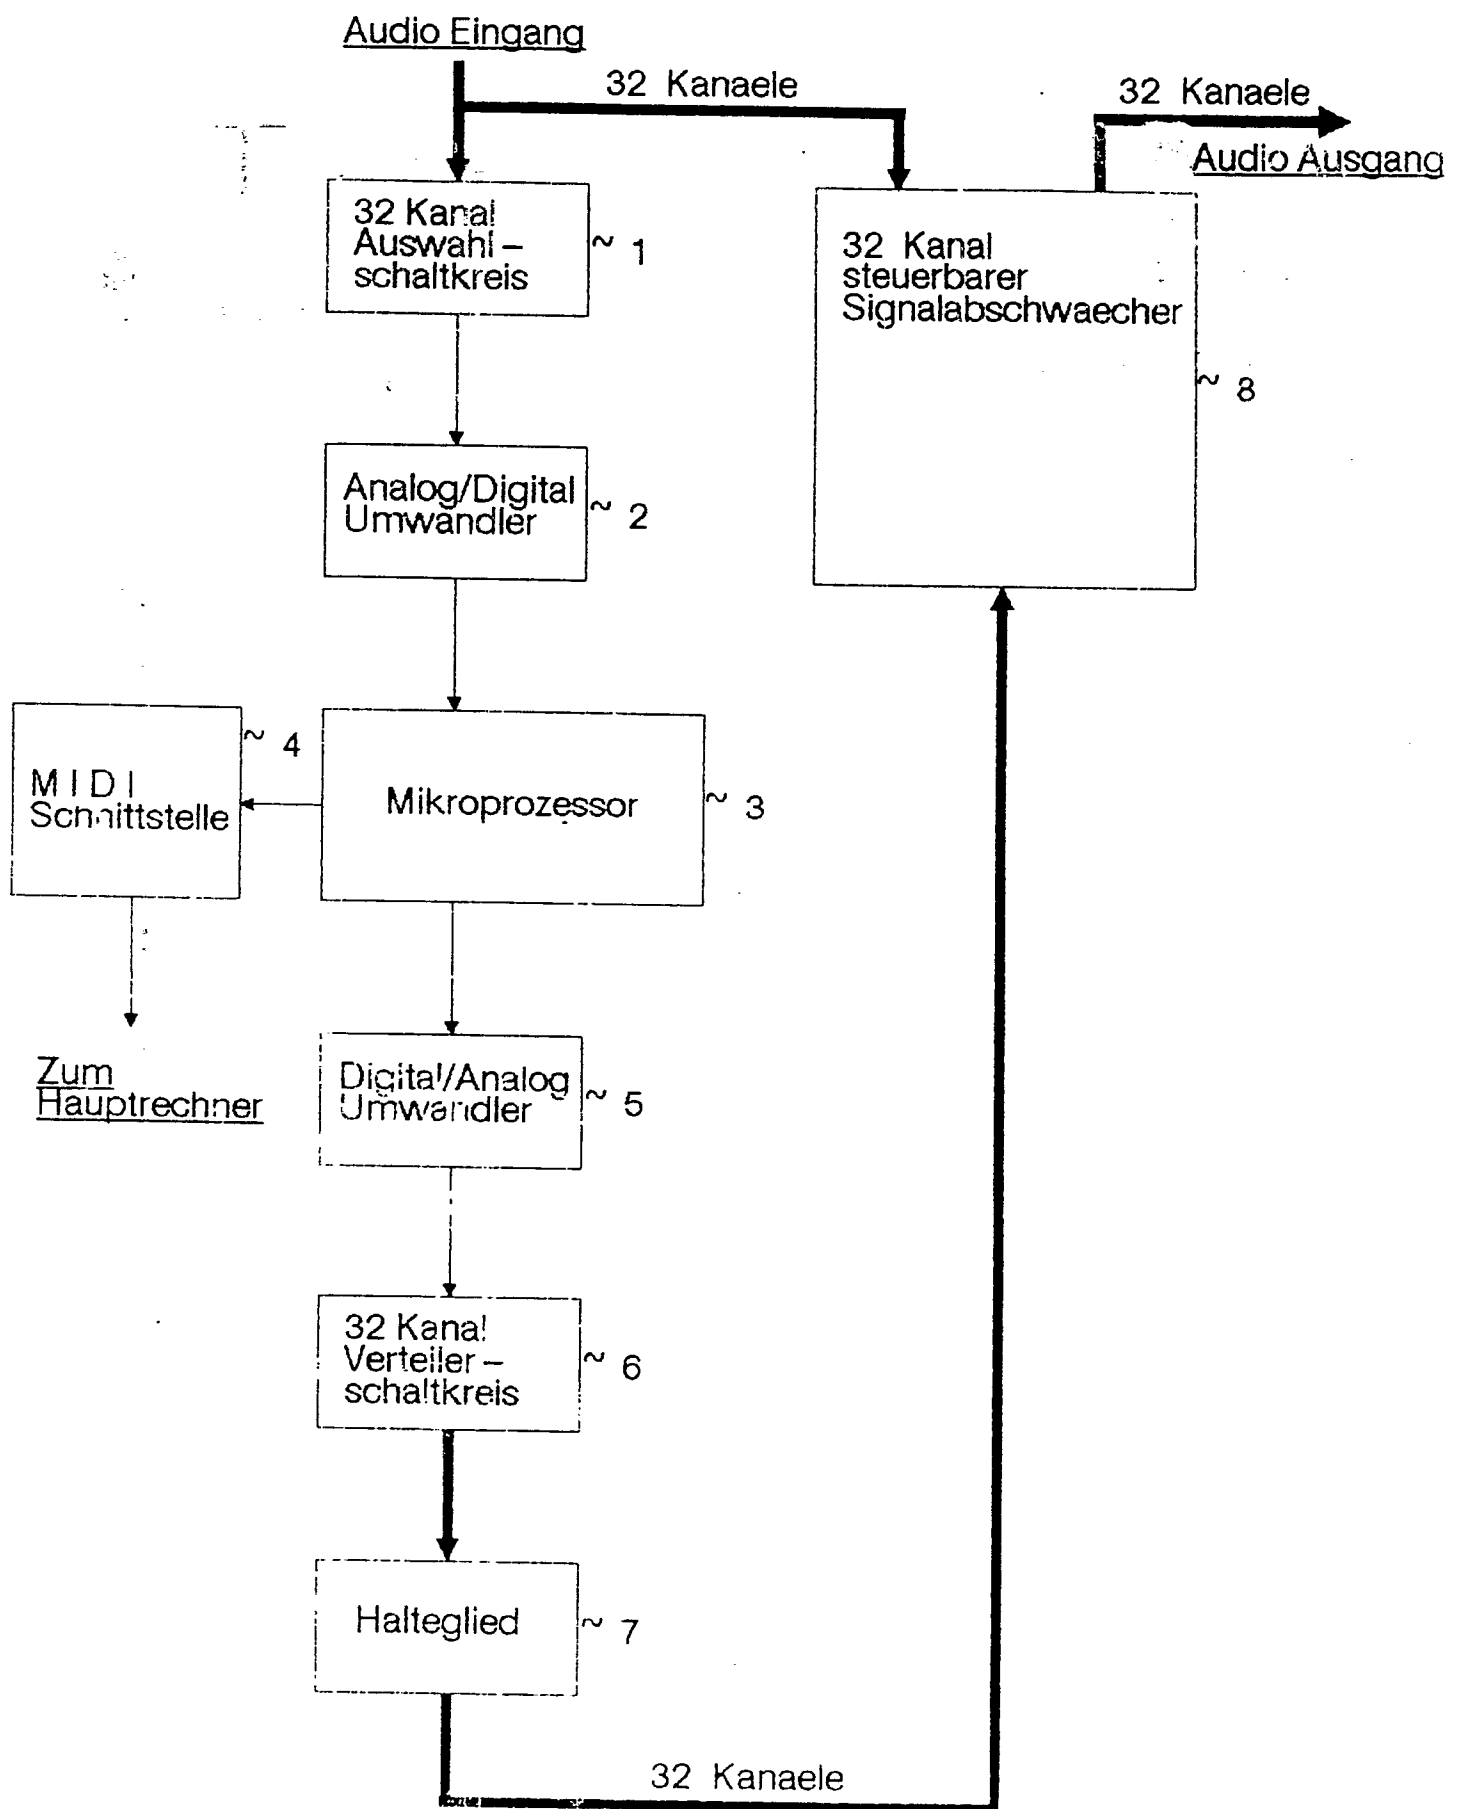 Audio Eingang
32 Kanaele
32 Kanaele
Audio Ausgang
32 Kanal
Auswahl –
schaltkreis
1
32 Kanal
steuerbarer
Signalabschwaecher
8
Analog/Digital
Umwandler
2
MIDI
Schnittstelle
4
Mikroprozessor
3
Zum
Hauptrechner
Digital/Analog
Umwandler
5
32 Kanal
Verteiler –
schaltkreis
6
Halteglied
7
32 Kanaele